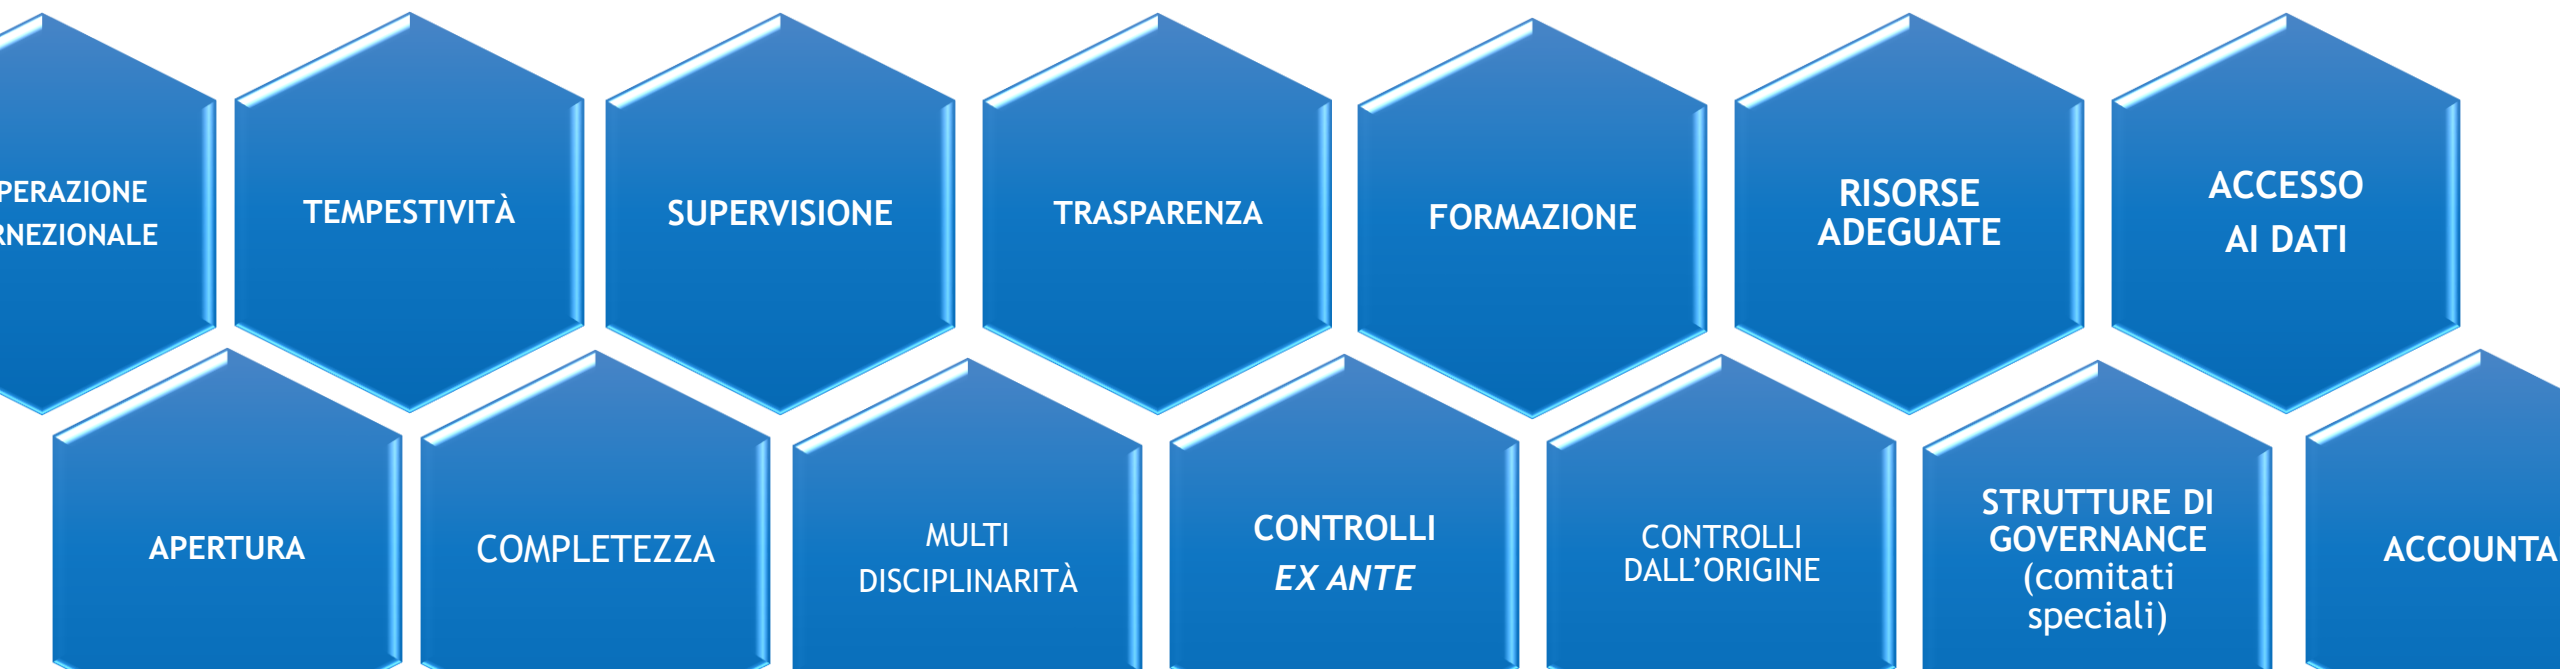 PERAZIONE
RNEZIONALE
TEMPESTIVITÀ
SUPERVISIONE
TRASPARENZA
FORMAZIONE
RISORSE
ADEGUATE
ACCESSO
AI DATI
APERTURA
COMPLETEZZA
MULTI
DISCIPLINARITÀ
CONTROLLI
EX ANTE
CONTROLLI
DALL’ORIGINE
STRUTTURE DI
GOVERNANCE
(comitati
speciali)
ACCOUNTA